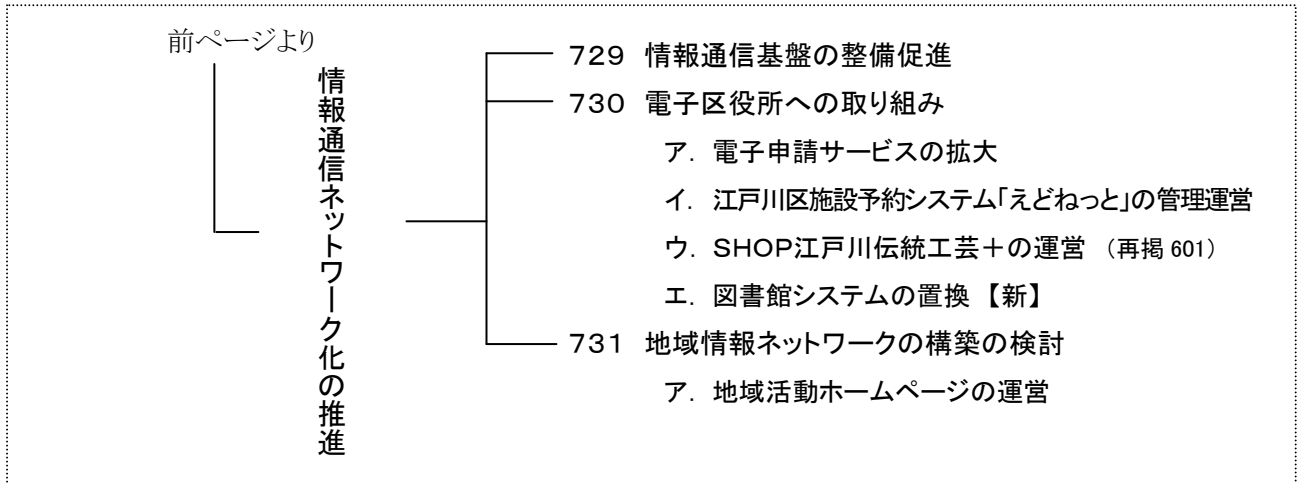 前ページより
情報通信ネットワーク化の推進
729 情報通信基盤の整備促進
730 電子区役所への取り組み
ア．電子申請サービスの拡大
イ．江戸川区施設予約システム「えどねっと」の管理運営
ウ．SHOP江戸川伝統工芸＋の運営 （再掲 601）
エ．図書館システムの置換【新】
731 地域情報ネットワークの構築の検討
ア．地域活動ホームページの運営